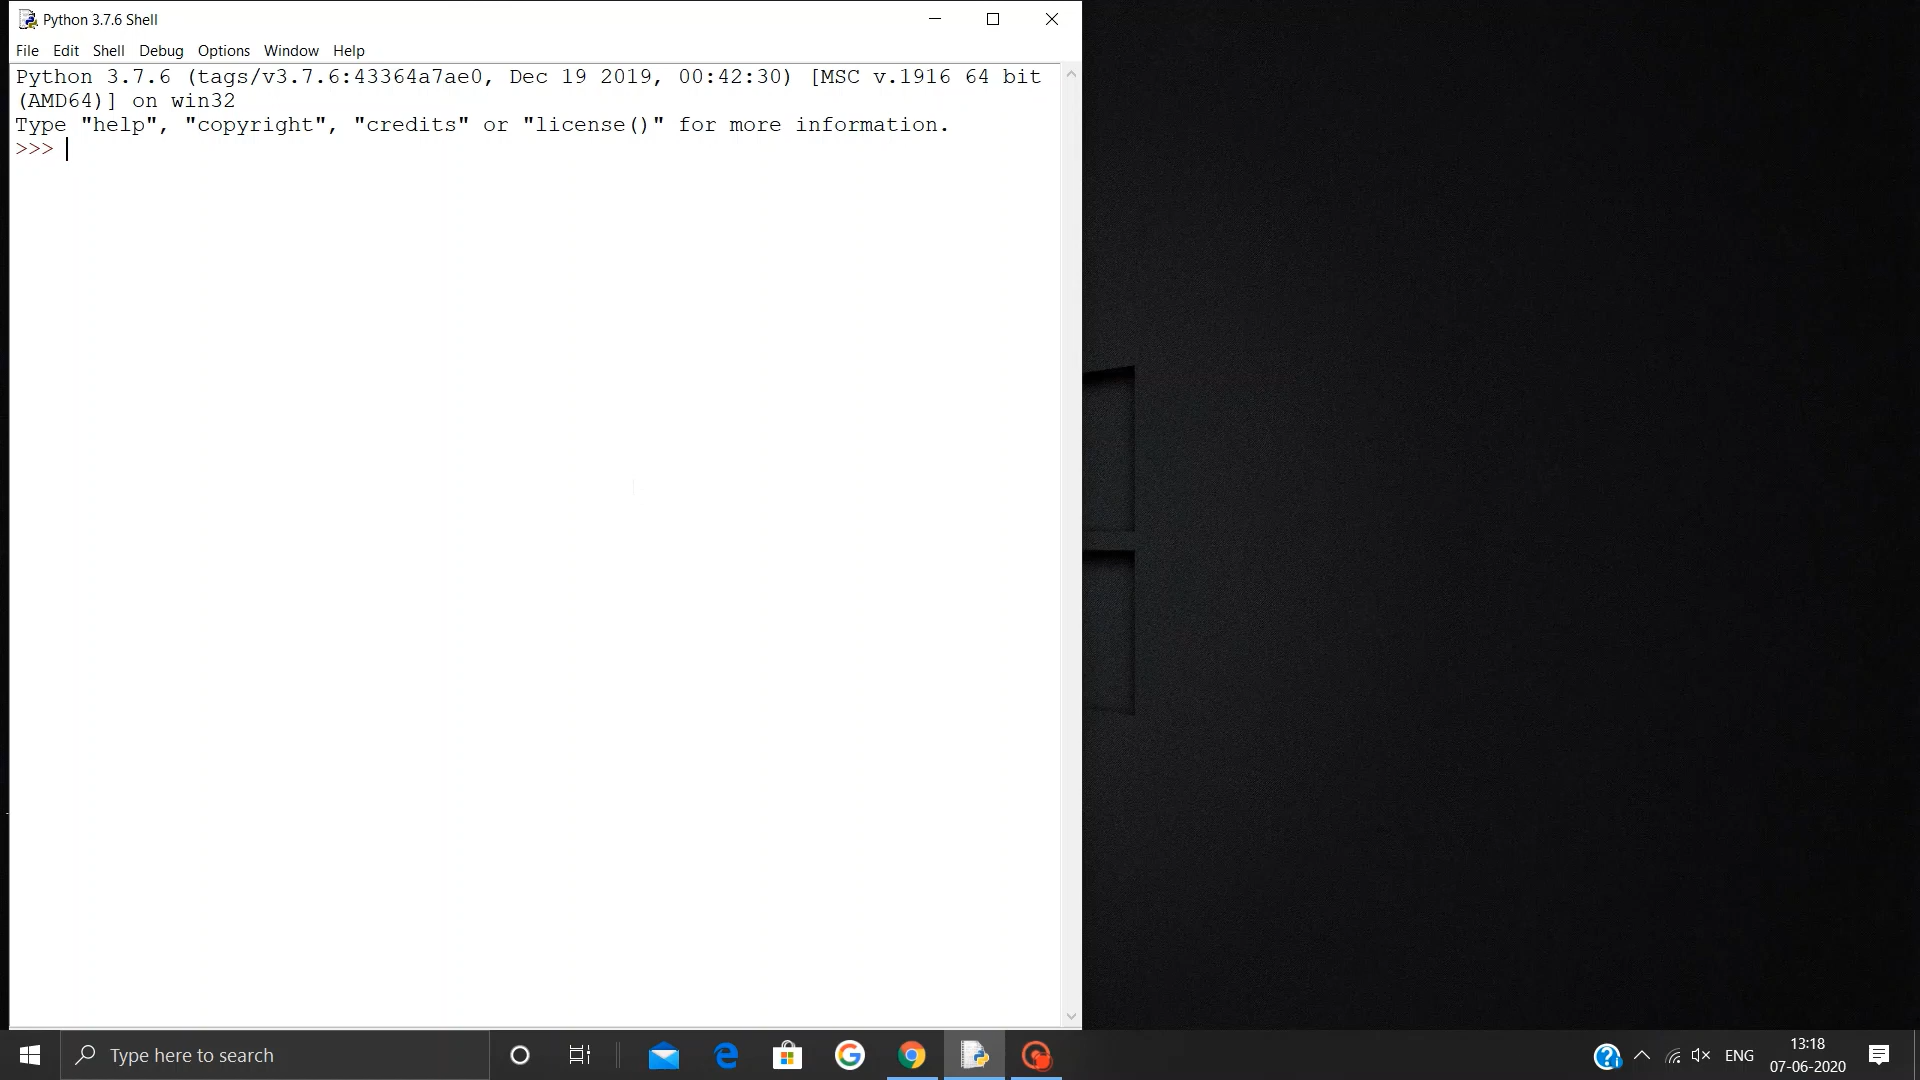 Python 3.7.6 Shell
File Edit Shell Debug Options Window Help
Python 3.7.6 (tags/v3.7.6:43364a7ae0, Dec 19 2019, 00:42:30) [MSC v.1916 64 bit
(AMD64)] on win32
Type "help", "copyright", "credits" or "license()" for more information.
>>>
Type here to search
ENG
13:18
07-06-2020